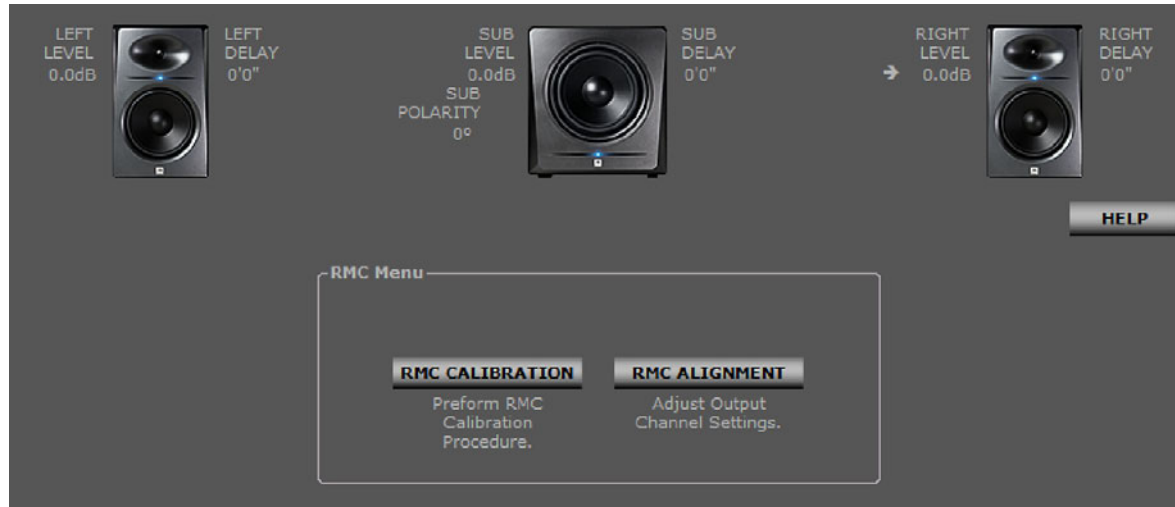 LEFT
LEVEL
0.0dB
LEFT
DELAY
0'0"
SUB
LEVEL
0.0dB
SUB
POLARITY
0º
SUB
DELAY
0'0"
RIGHT
LEVEL
0.0dB
RIGHT
DELAY
0'0"
HELP
RMC Menu
RMC CALIBRATION
Preform RMC
Calibration
Procedure.
RMC ALIGNMENT
Adjust Output
Channel Settings.